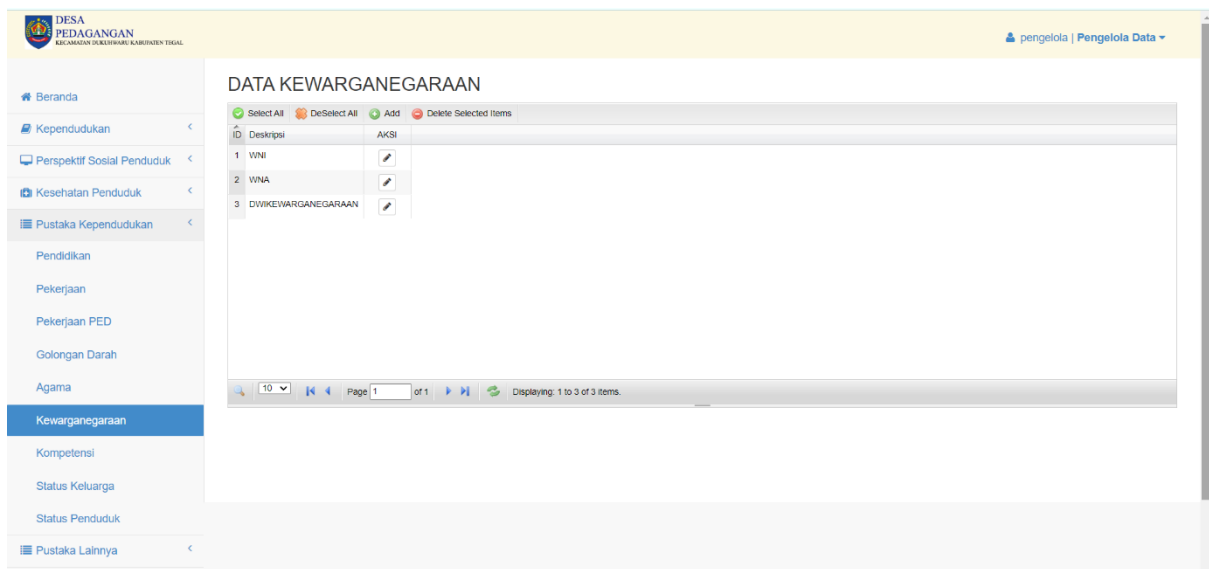 DESA
PEDAGANGAN
KECAMATAN DUKUHWARU KABUPATEN TEGAL
pengelola | Pengelola Data
Beranda
Kependudukan
Perspektif Sosial Penduduk
Kesehatan Penduduk
Pustaka Kependudukan
Pendidikan
Pekerjaan
Pekerjaan PED
Golongan Darah
Agama
Kewarganegaraan
Kompetensi
Status Keluarga
Status Penduduk
Pustaka Lainnya
DATA KEWARGANEGARAAN
Select All DeSelect All Add Delete Selected Items
ID Deskripsi AKSI
1 WNI
2 WNA
3 DWIKEWARGANEGARAAN
10 Page 1 of 1 Displaying: 1 to 3 of 3 items.